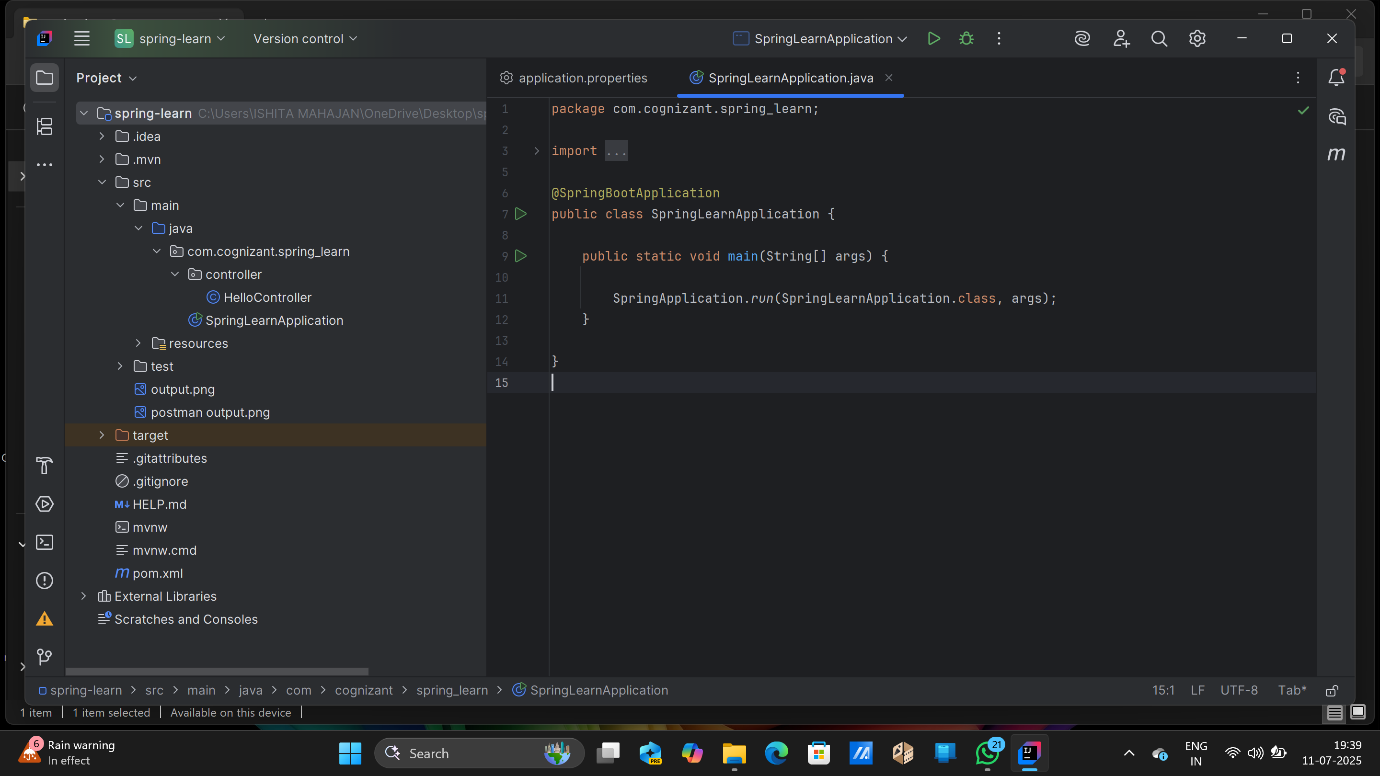 SL spring-learn
Version control
SpringLearnApplication
Project
application.properties
SpringLearnApplication.java
spring-learn C:\Users\ISHITA MAHAJAN\OneDrive\Desktop\sp
.idea
.mvn
src
main
java
com.cognizant.spring_learn
controller
HelloController
SpringLearnApplication
resources
test
output.png
postman output.png
target
.gitattributes
.gitignore
M↓ HELP.md
mvnw
mvnw.cmd
m pom.xml
External Libraries
Scratches and Consoles
1 package com.cognizant.spring_learn;
2
3 import ...
5
6 @SpringBootApplication
7 public class SpringLearnApplication {
8
9 public static void main(String[] args) {
10
11 SpringApplication.run(SpringLearnApplication.class, args);
12 }
13
14 }
15
m
spring-learn > src > main > java > com > cognizant > spring_learn > SpringLearnApplication
15:1 LF UTF-8 Tab*
1 item 1 item selected Available on this device
6 Rain warning
In effect
Search
PRE
21
ENG
IN
19:39
11-07-2025